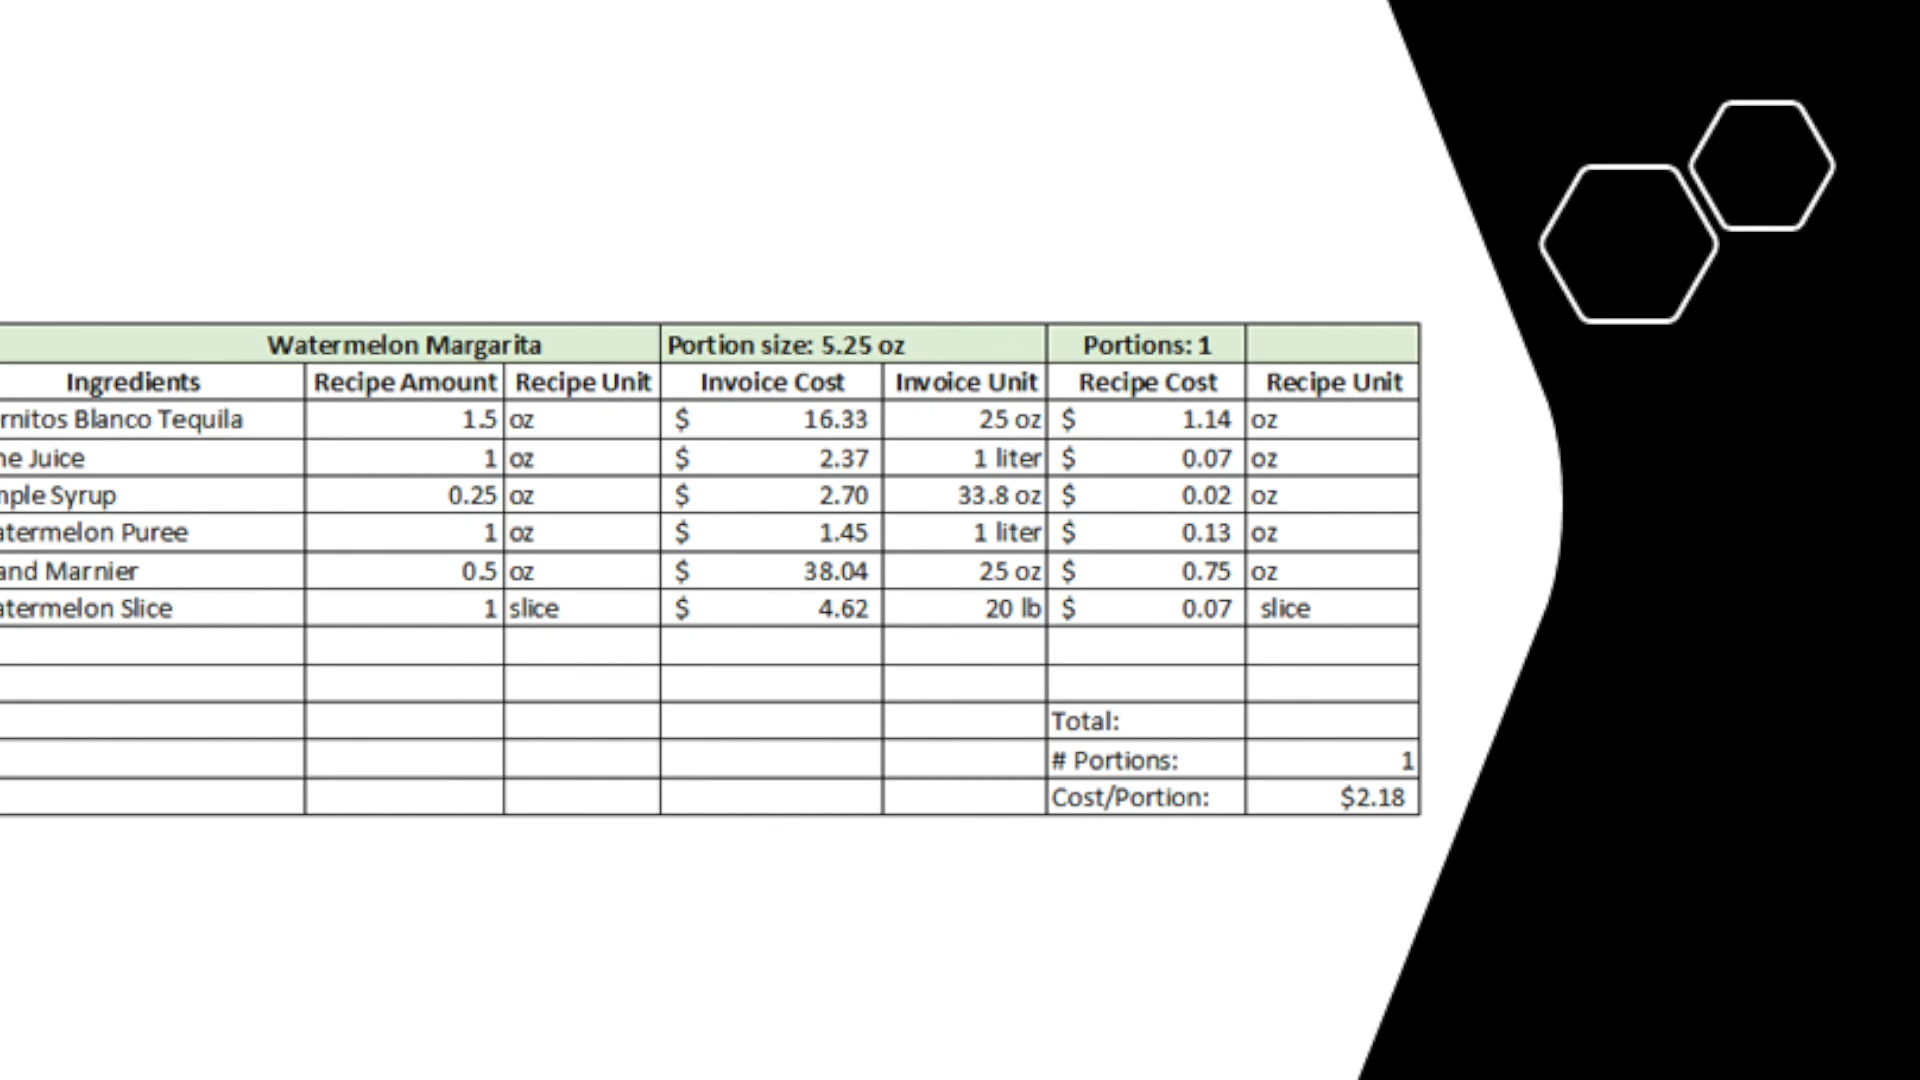 Watermelon Margarita Portion size: 5.25 oz Portions: 1
Ingredients Recipe Amount Recipe Unit Invoice Cost Invoice Unit Recipe Cost Recipe Unit
rnitos Blanco Tequila 1.5 oz $ 16.33 25 oz $ 1.14 oz
ne Juice 1 oz $ 2.37 1 liter $ 0.07 oz
nple Syrup 0.25 oz $ 2.70 33.8 oz $ 0.02 oz
atermelon Puree 1 oz $ 1.45 1 liter $ 0.13 oz
and Marnier 0.5 oz $ 38.04 25 oz $ 0.75 oz
atermelon Slice 1 slice $ 4.62 20 lb $ 0.07 slice
Total:
# Portions: 1
Cost/Portion: $2.18